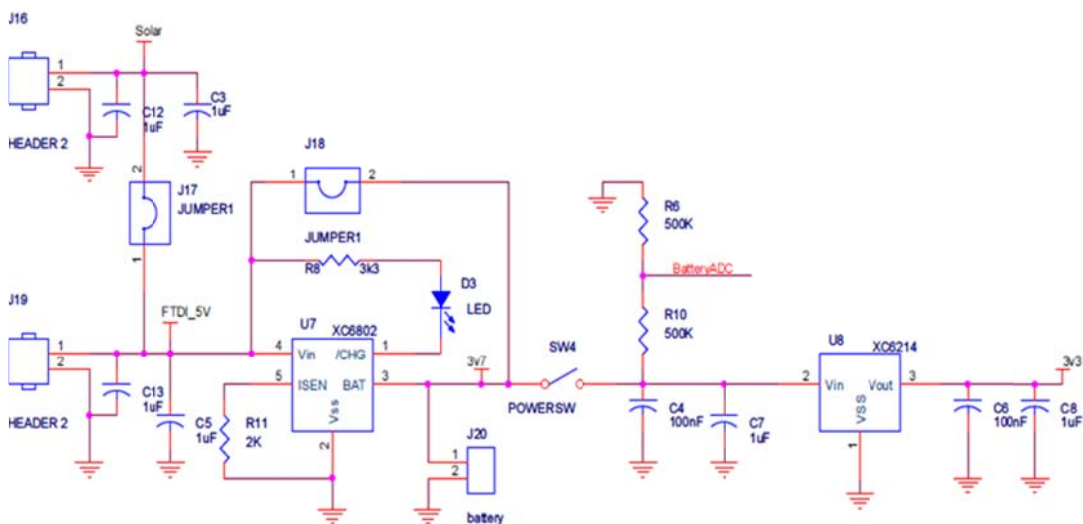 J16
Solar
1
2
C12
1uF
C3
1uF
HEADER 2
2
J17
JUMPER1
1
J18
1
2
JUMPER1
R8
3k3
D3
LED
R6
500K
BatteryADC
R10
500K
J19
FTDI_5V
1
2
C13
1uF
HEADER 2
C5
1uF
R11
2K
U7
XC6802
4
Vin
/CHG
1
5
ISEN
BAT
3
Vss
2
3v7
SW4
POWERSW
J20
1
2
battery
C4
100nF
C7
1uF
U8
XC6214
2
Vin
Vout
3
VSS
1
3v3
C6
100nF
C8
1uF